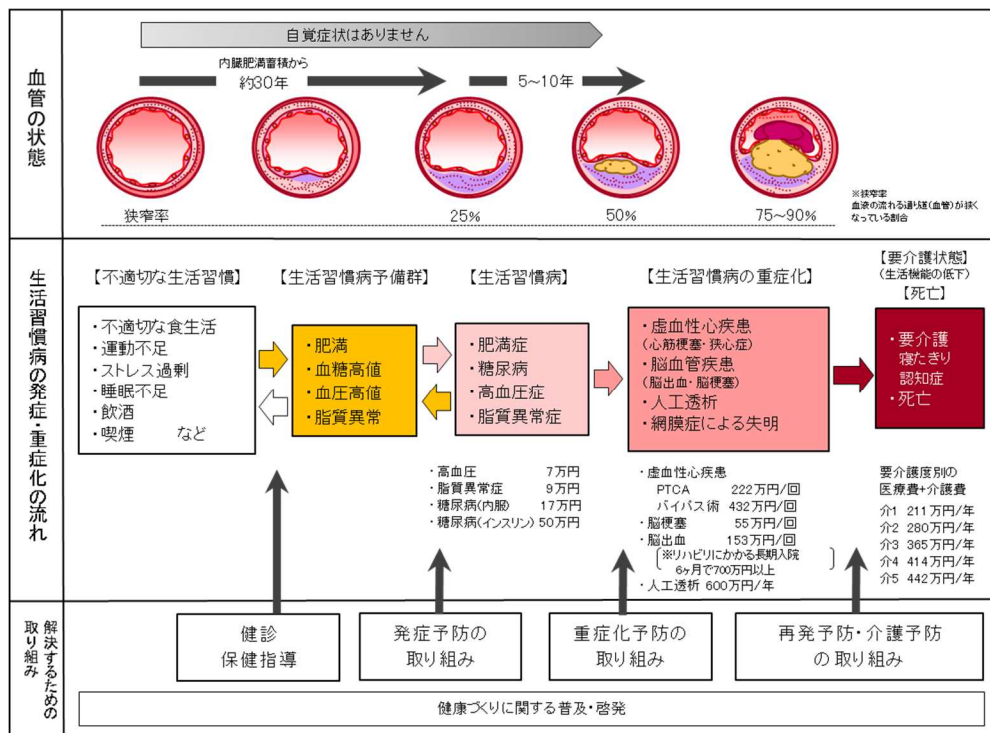 血管の状態
自覚症状はありません
内臓肥満蓄積から
約30年
5~10年
狭窄率
25%
50%
75~90%
※狭窄率
血液の流れる通り道(血管)が狭く
なっている割合
生活習慣病の発症・重症化の流れ
【不適切な生活習慣】
・不適切な食生活
・運動不足
・ストレス過剰
・睡眠不足
・飲酒
・喫煙 など
【生活習慣病予備群】
・肥満
・血糖高値
・血圧高値
・脂質異常
【生活習慣病】
・肥満症
・糖尿病
・高血圧症
・脂質異常症
・高血圧 7万円
・脂質異常症 9万円
・糖尿病(内服) 17万円
・糖尿病(インスリン) 50万円
【生活習慣病の重症化】
・虚血性心疾患
(心筋梗塞・狭心症)
・脳血管疾患
(脳出血・脳梗塞)
・人工透析
・網膜症による失明
・虚血性心疾患
PTCA 222万円/回
バイパス術 432万円/回
・脳梗塞 55万円/回
・脳出血 153万円/回
※リハビリにかかる長期入院
6ヶ月で700万円以上
・人工透析 600万円/年
【要介護状態】
(生活機能の低下)
【死亡】
・要介護
寝たきり
認知症
・死亡
要介護度別の
医療費+介護費
介1 211万円/年
介2 280万円/年
介3 365万円/年
介4 414万円/年
介5 442万円/年
解決するための
取り組み
健診
保健指導
発症予防の
取り組み
重症化予防の
取り組み
再発予防・介護予防
の取り組み
健康づくりに関する普及・啓発